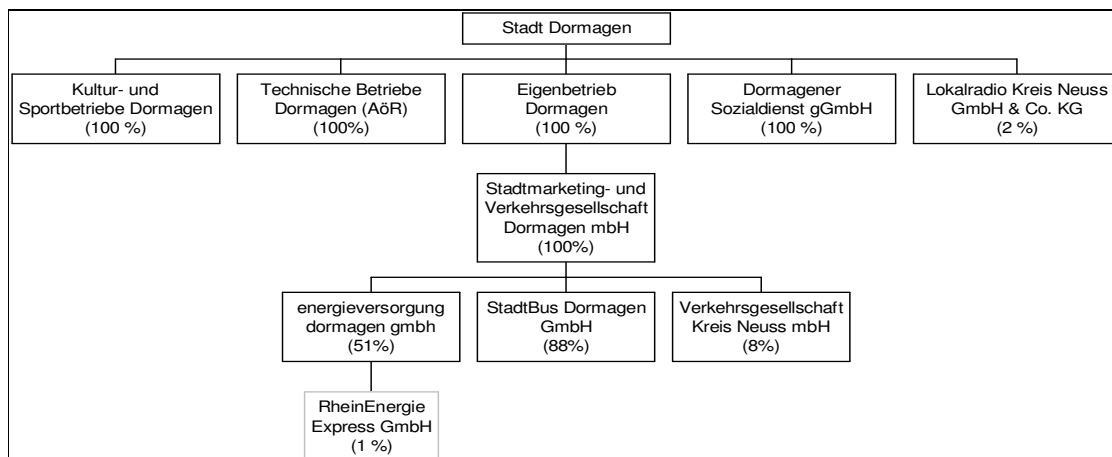 Stadt Dormagen
Kultur- und
Sportbetriebe Dormagen
(100 %)
Technische Betriebe
Dormagen (AöR)
(100%)
Eigenbetrieb
Dormagen
(100 %)
Dormagener
Sozialdienst gGmbH
(100 %)
Lokalradio Kreis Neuss
GmbH & Co. KG
(2 %)
Stadtmarketing- und
Verkehrsgesellschaft
Dormagen mbH
(100%)
energieversorgung
dormagen gmbh
(51%)
StadtBus Dormagen
GmbH
(88%)
Verkehrsgesellschaft
Kreis Neuss mbH
(8%)
RheinEnergie
Express GmbH
(1 %)